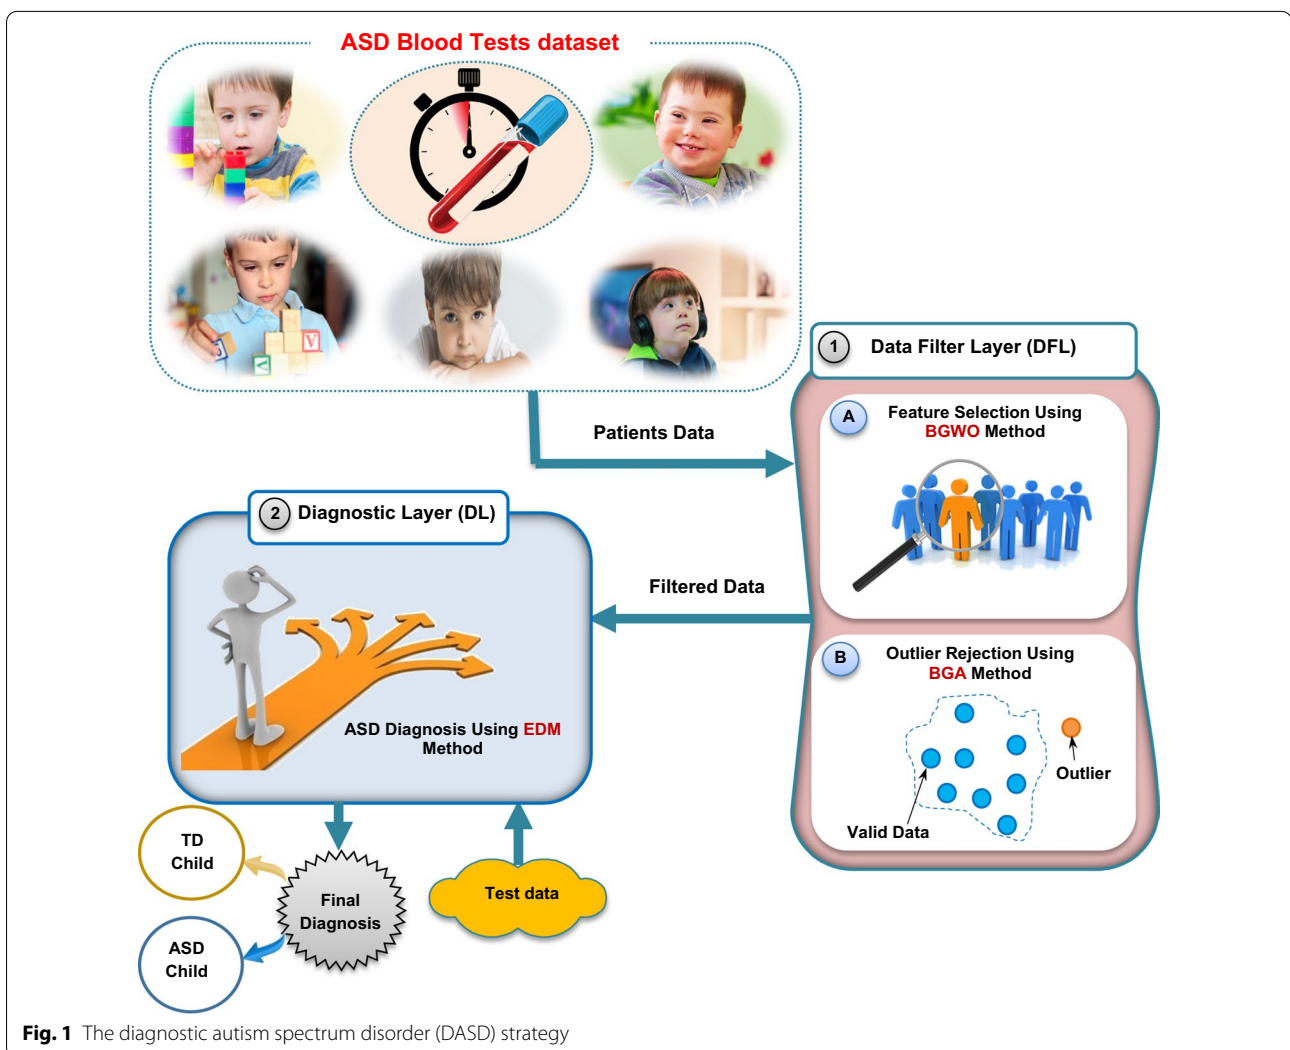 ASD Blood Tests dataset
Patients Data
1 Data Filter Layer (DFL)
A Feature Selection Using
BGWO Method
2 Diagnostic Layer (DL)
Filtered Data
B Outlier Rejection Using
BGA Method
Outlier
Valid Data
ASD Diagnosis Using EDM
Method
TD
Child
Final
Diagnosis
Test data
ASD
Child
Fig. 1 The diagnostic autism spectrum disorder (DASD) strategy